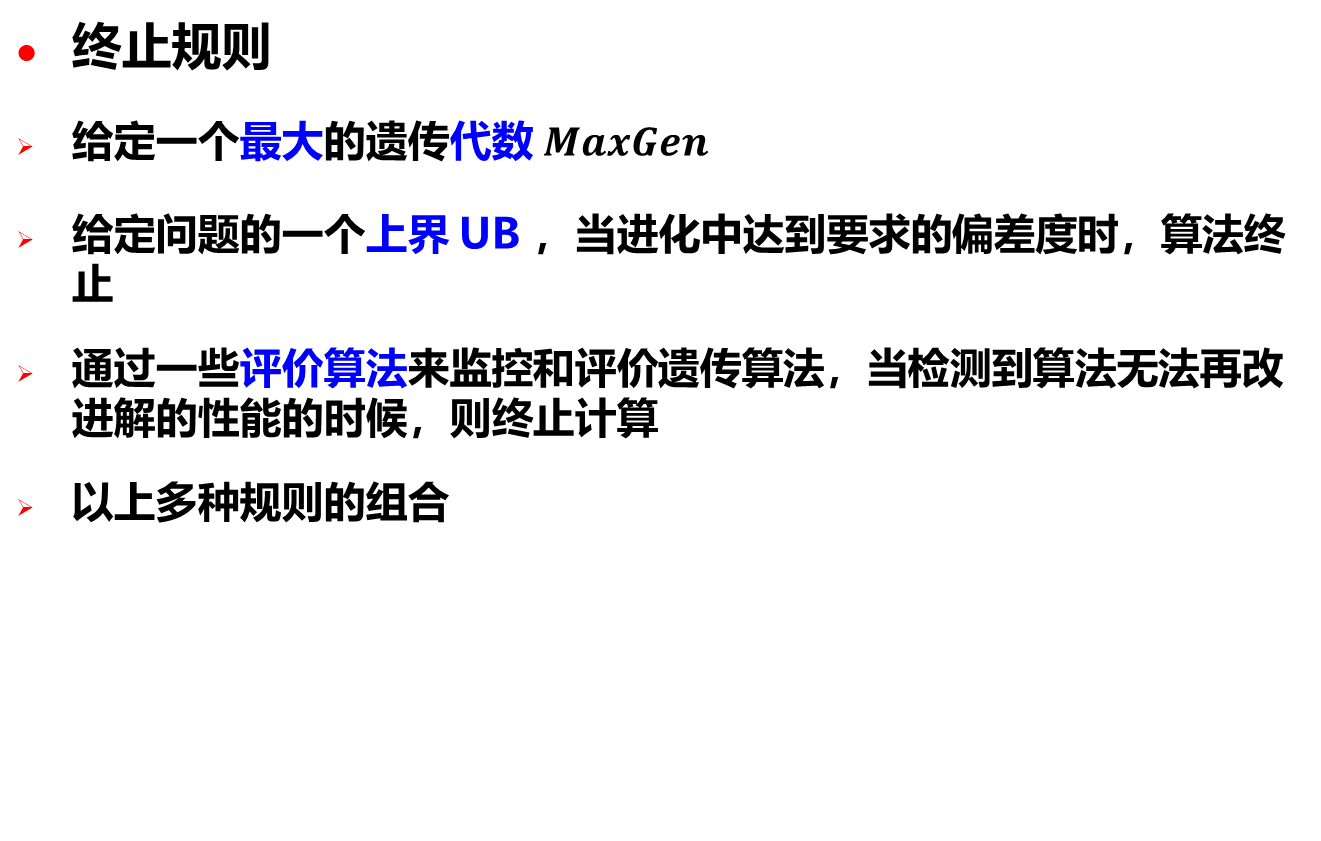 • 终止规则
➢ 给定一个最大的遗传代数 MaxGen
➢ 给定问题的一个上界 UB ，当进化中达到要求的偏差度时，算法终
止
➢ 通过一些评价算法来监控和评价遗传算法，当检测到算法无法再改
进解的性能的时候，则终止计算
➢ 以上多种规则的组合